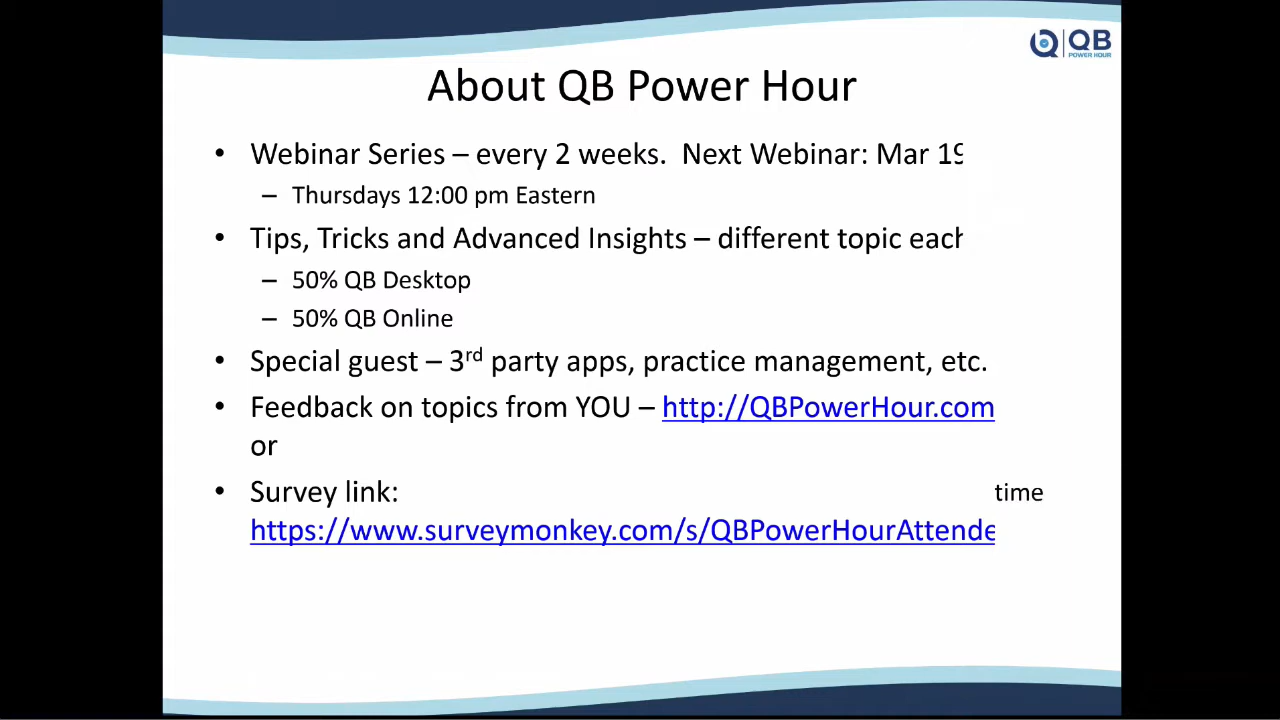 QB
POWER HOUR
About QB Power Hour
• Webinar Series – every 2 weeks. Next Webinar: Mar 19
– Thursdays 12:00 pm Eastern
• Tips, Tricks and Advanced Insights – different topic each
– 50% QB Desktop
– 50% QB Online
• Special guest – 3rd party apps, practice management, etc.
• Feedback on topics from YOU – http://QBPowerHour.com
or
• Survey link:
time
https://www.surveymonkey.com/s/QBPowerHourAttende